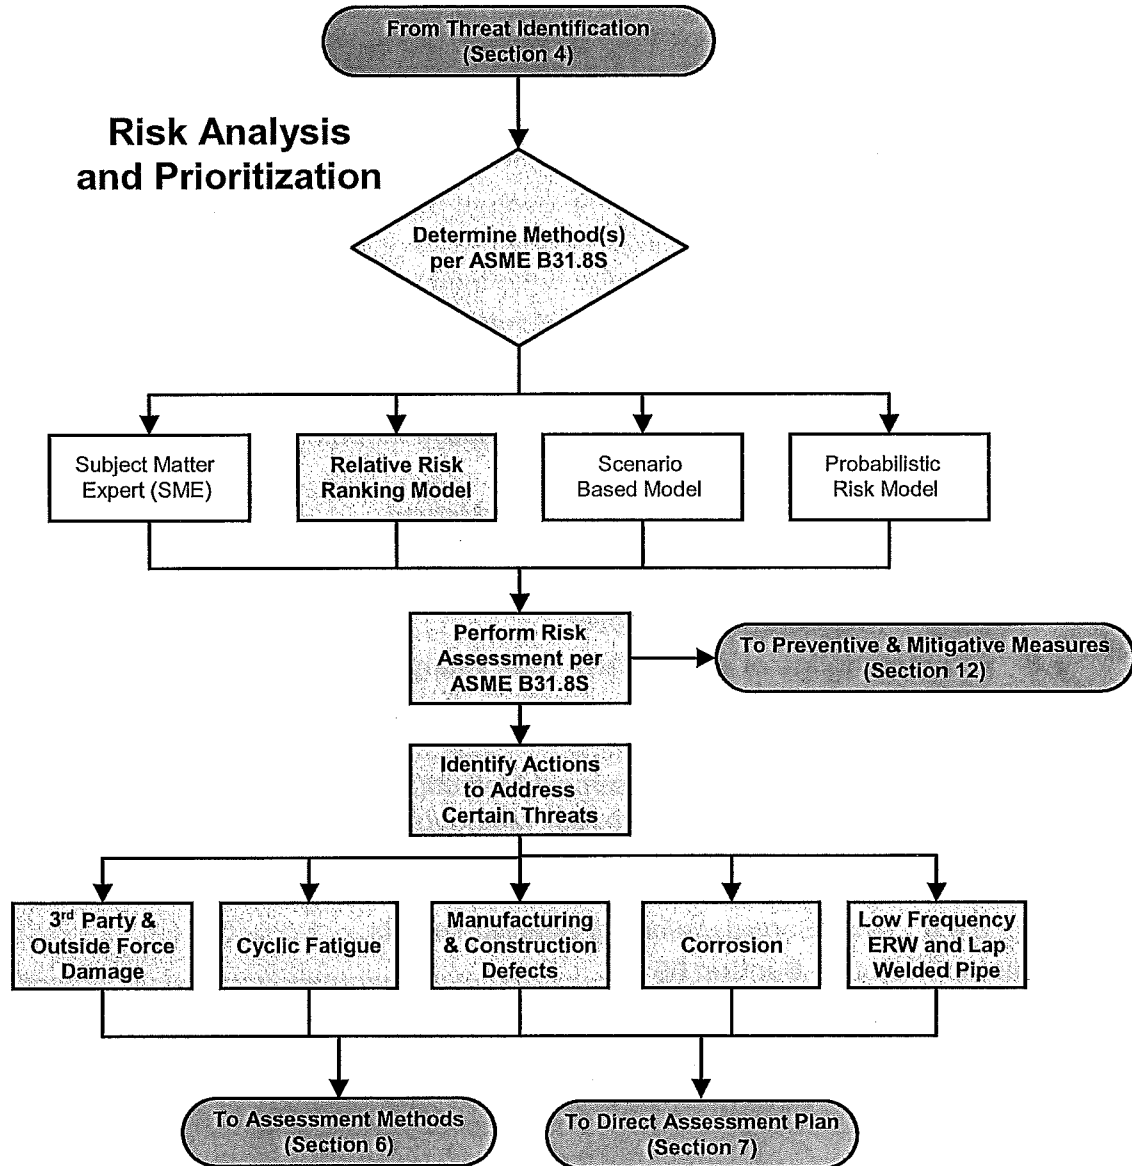 From Threat Identification
(Section 4)
Risk Analysis
and Prioritization
Determine Method(s)
per ASME B31.8S
Subject Matter
Expert (SME)
Relative Risk
Ranking Model
Scenario
Based Model
Probabilistic
Risk Model
Perform Risk
Assessment per
ASME B31.8S
To Preventive & Mitigative Measures
(Section 12)
Identify Actions
to Address
Certain Threats
3rd Party &
Outside Force
Damage
Cyclic Fatigue
Manufacturing
& Construction
Defects
Corrosion
Low Frequency
ERW and Lap
Welded Pipe
To Assessment Methods
(Section 6)
To Direct Assessment Plan
(Section 7)